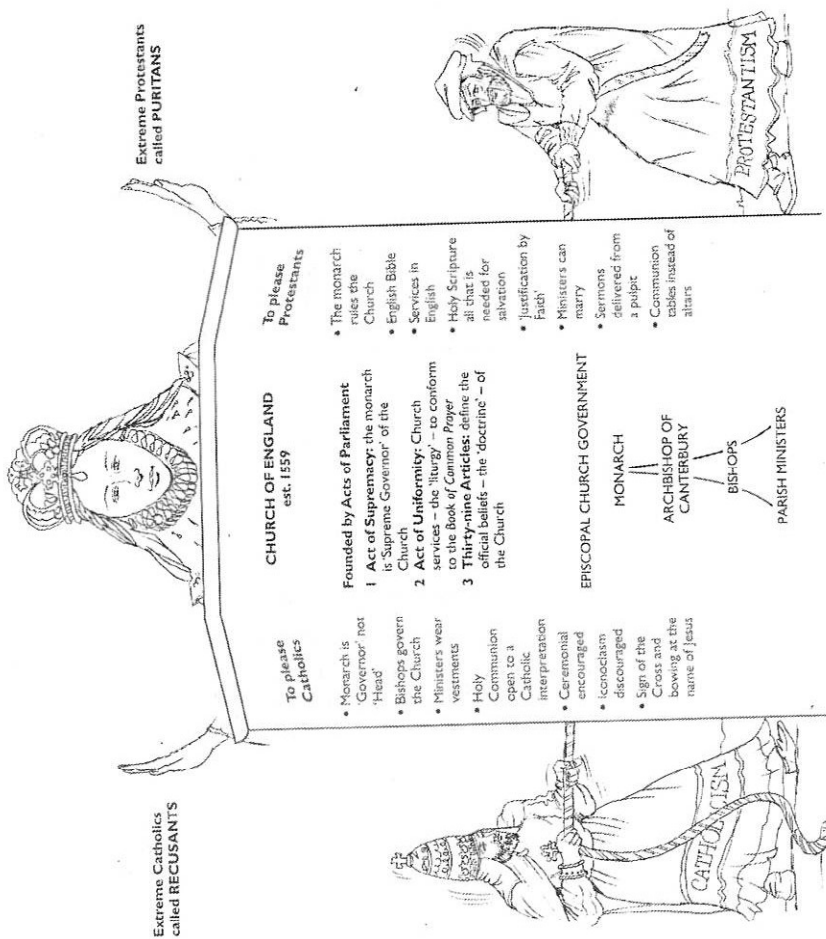 Extreme Catholics
called RECUSANTS
Extreme Protestants
called PURITANS
To please
Catholics
• Monarch is
'Governor' not
'Head'
• Bishops govern
the Church
• Ministers wear
vestments
• Holy
Communion
open to a
Catholic
interpretation
• Ceremonial
encouraged
• Iconoclasm
discouraged
• Sign of the
Cross and
bowing at the
name of Jesus
CHURCH OF ENGLAND
est. 1559
Founded by Acts of Parliament
1 Act of Supremacy: the monarch
is 'Supreme Governor' of the
Church
2 Act of Uniformity: Church
services – the 'liturgy' – to conform
to the Book of Common Prayer
3 Thirty-nine Articles: define the
official beliefs – the 'doctrine' – of
the Church
EPISCOPAL CHURCH GOVERNMENT
MONARCH
ARCHBISHOP OF
CANTERBURY
BISHOPS
PARISH MINISTERS
To please
Protestants
• The monarch
rules the
Church
• English Bible
• Services in
English
• Holy Scripture
all that is
needed for
salvation
• 'Justification by
Faith'
• Ministers can
marry
• Sermons
delivered from
a pulpit
• Communion
tables instead of
altars
CATHOLICISM
PROTESTANTISM